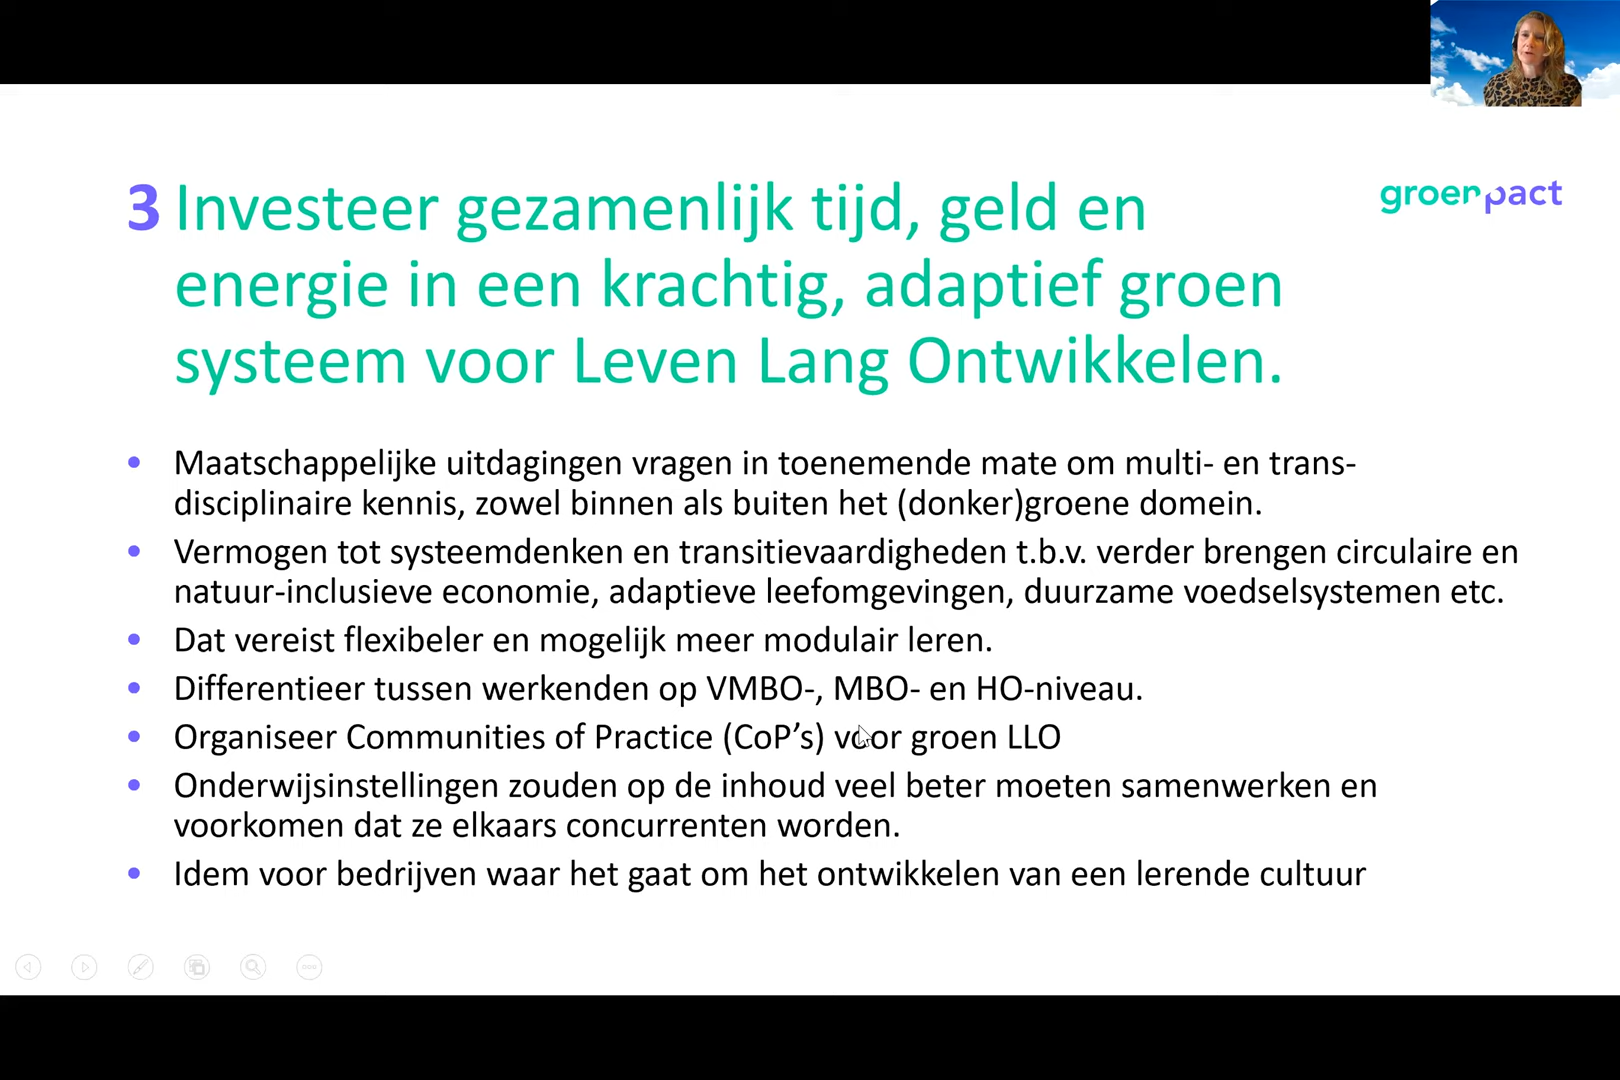 groenpact
3 Investeer gezamenlijk tijd, geld en
energie in een krachtig, adaptief groen
systeem voor Leven Lang Ontwikkelen.
• Maatschappelijke uitdagingen vragen in toenemende mate om multi- en trans-
disciplinaire kennis, zowel binnen als buiten het (donker)groene domein.
• Vermogen tot systeemdenken en transitievaardigheden t.b.v. verder brengen circulaire en
natuur-inclusieve economie, adaptieve leefomgevingen, duurzame voedselsystemen etc.
• Dat vereist flexibeler en mogelijk meer modulair leren.
• Differentieer tussen werkenden op VMBO-, MBO- en HO-niveau.
• Organiseer Communities of Practice (CoP’s) voor groen LLO
• Onderwijsinstellingen zouden op de inhoud veel beter moeten samenwerken en
voorkomen dat ze elkaars concurrenten worden.
• Idem voor bedrijven waar het gaat om het ontwikkelen van een lerende cultuur